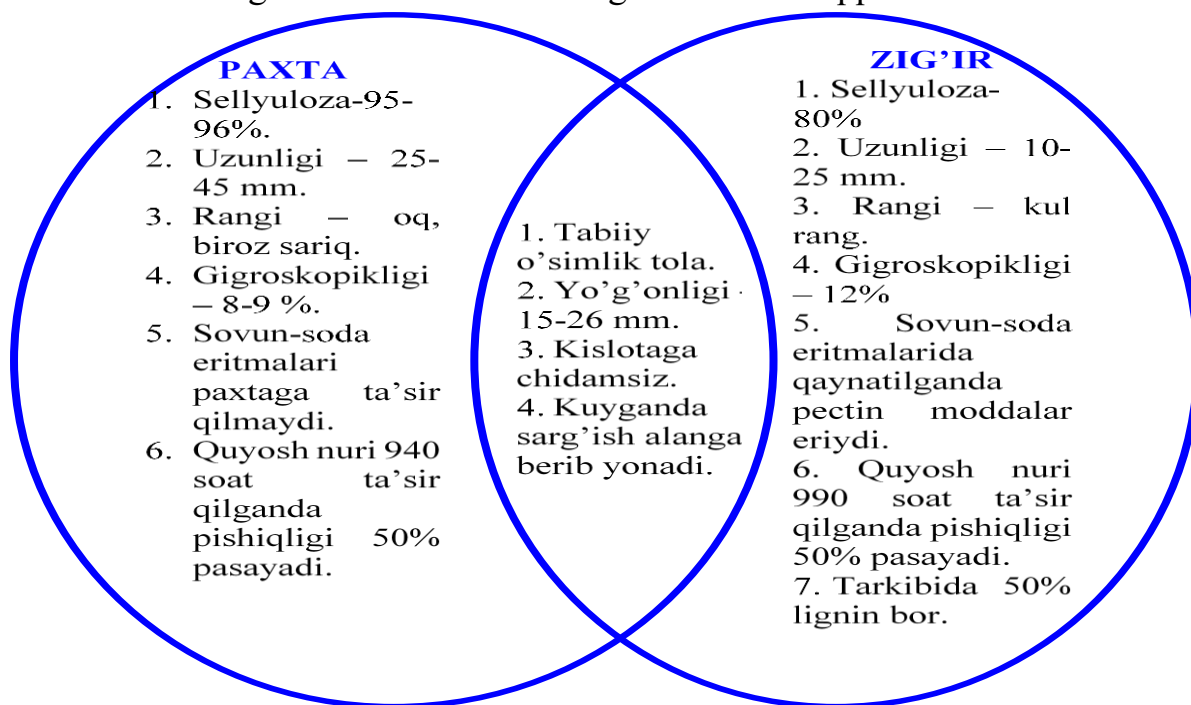 PAXTA
1. Sellyuloza-95-
96%.
2. Uzunligi – 25-
45 mm.
3. Rangi – oq,
biroz sariq.
4. Gigroskopikligi
– 8-9 %.
5. Sovun-soda
eritmalari
paxtaga ta’sir
qilmaydi.
6. Quyosh nuri 940
soat ta’sir
qilganda
pishiqligi 50%
pasayadi.
1. Tabiiy
o’simlik tola.
2. Yo’g’onligi -
15-26 mm.
3. Kislotaga
chidamsiz.
4. Kuyganda
sarg’ish alanga
berib yonadi.
ZIG’IR
1. Sellyuloza-
80%
2. Uzunligi – 10-
25 mm.
3. Rangi – kul
rang.
4. Gigroskopikligi
– 12%
5. Sovun-soda
eritmalarida
qaynatilganda
pectin moddalar
eriydi.
6. Quyosh nuri
990 soat ta’sir
qilganda pishiqligi
50% pasayadi.
7. Tarkibida 50%
lignin bor.